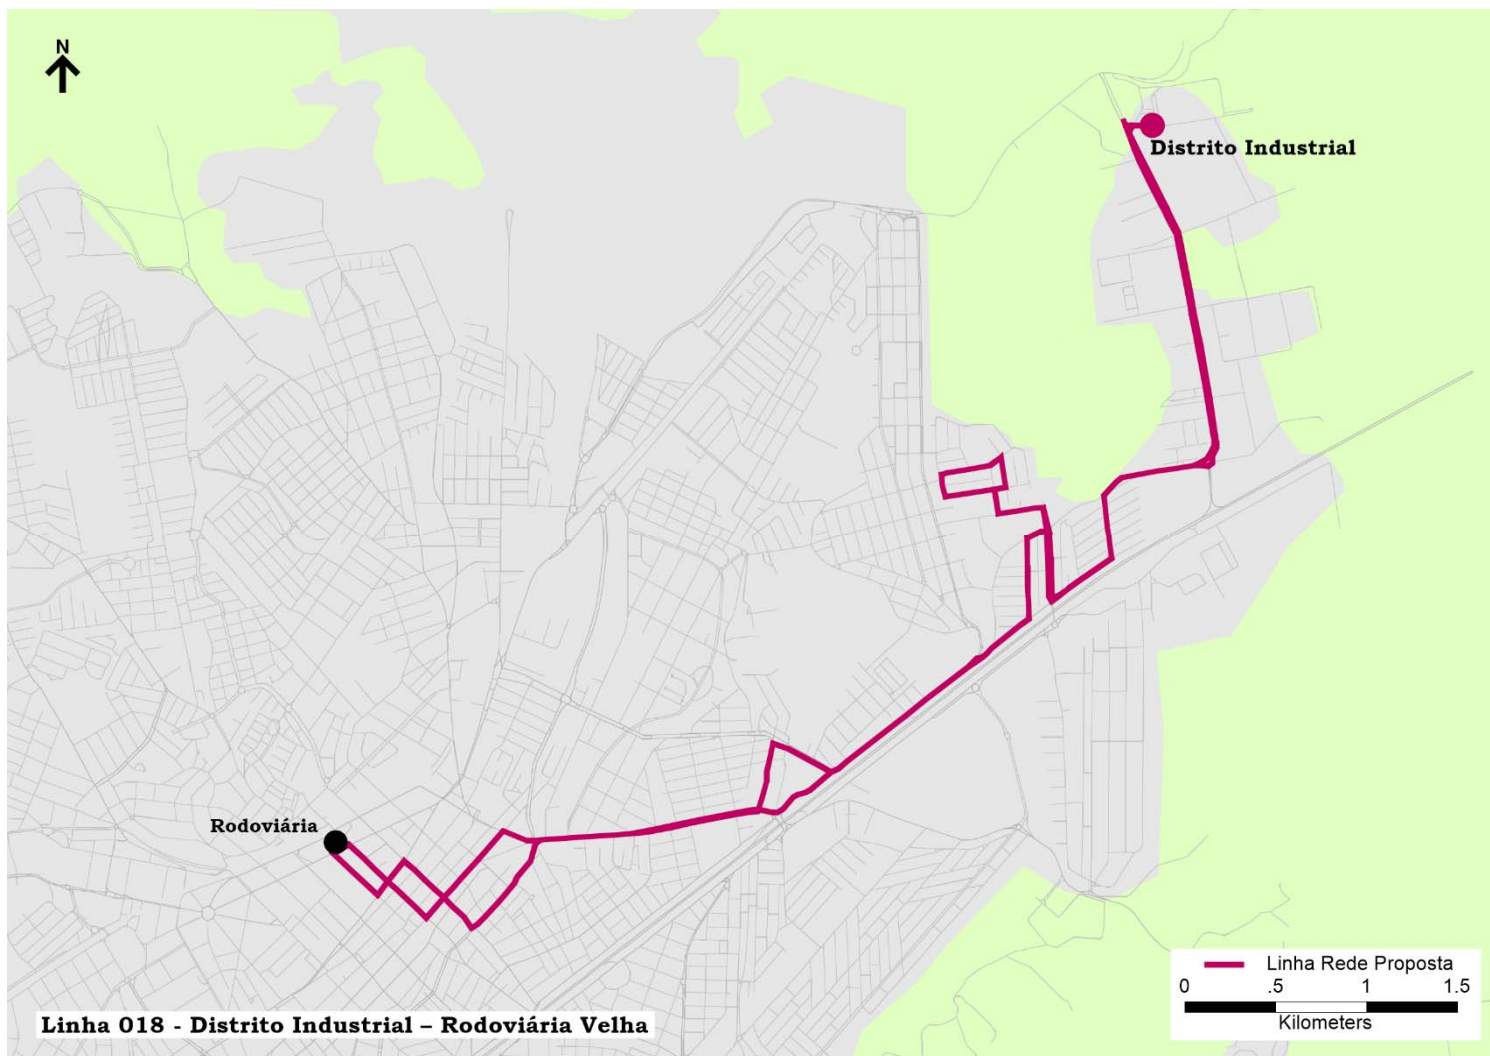 N
Distrito Industrial
Rodoviária
Linha Rede Proposta
0 .5 1 1.5
Kilometers
Linha 018 - Distrito Industrial – Rodoviária Velha